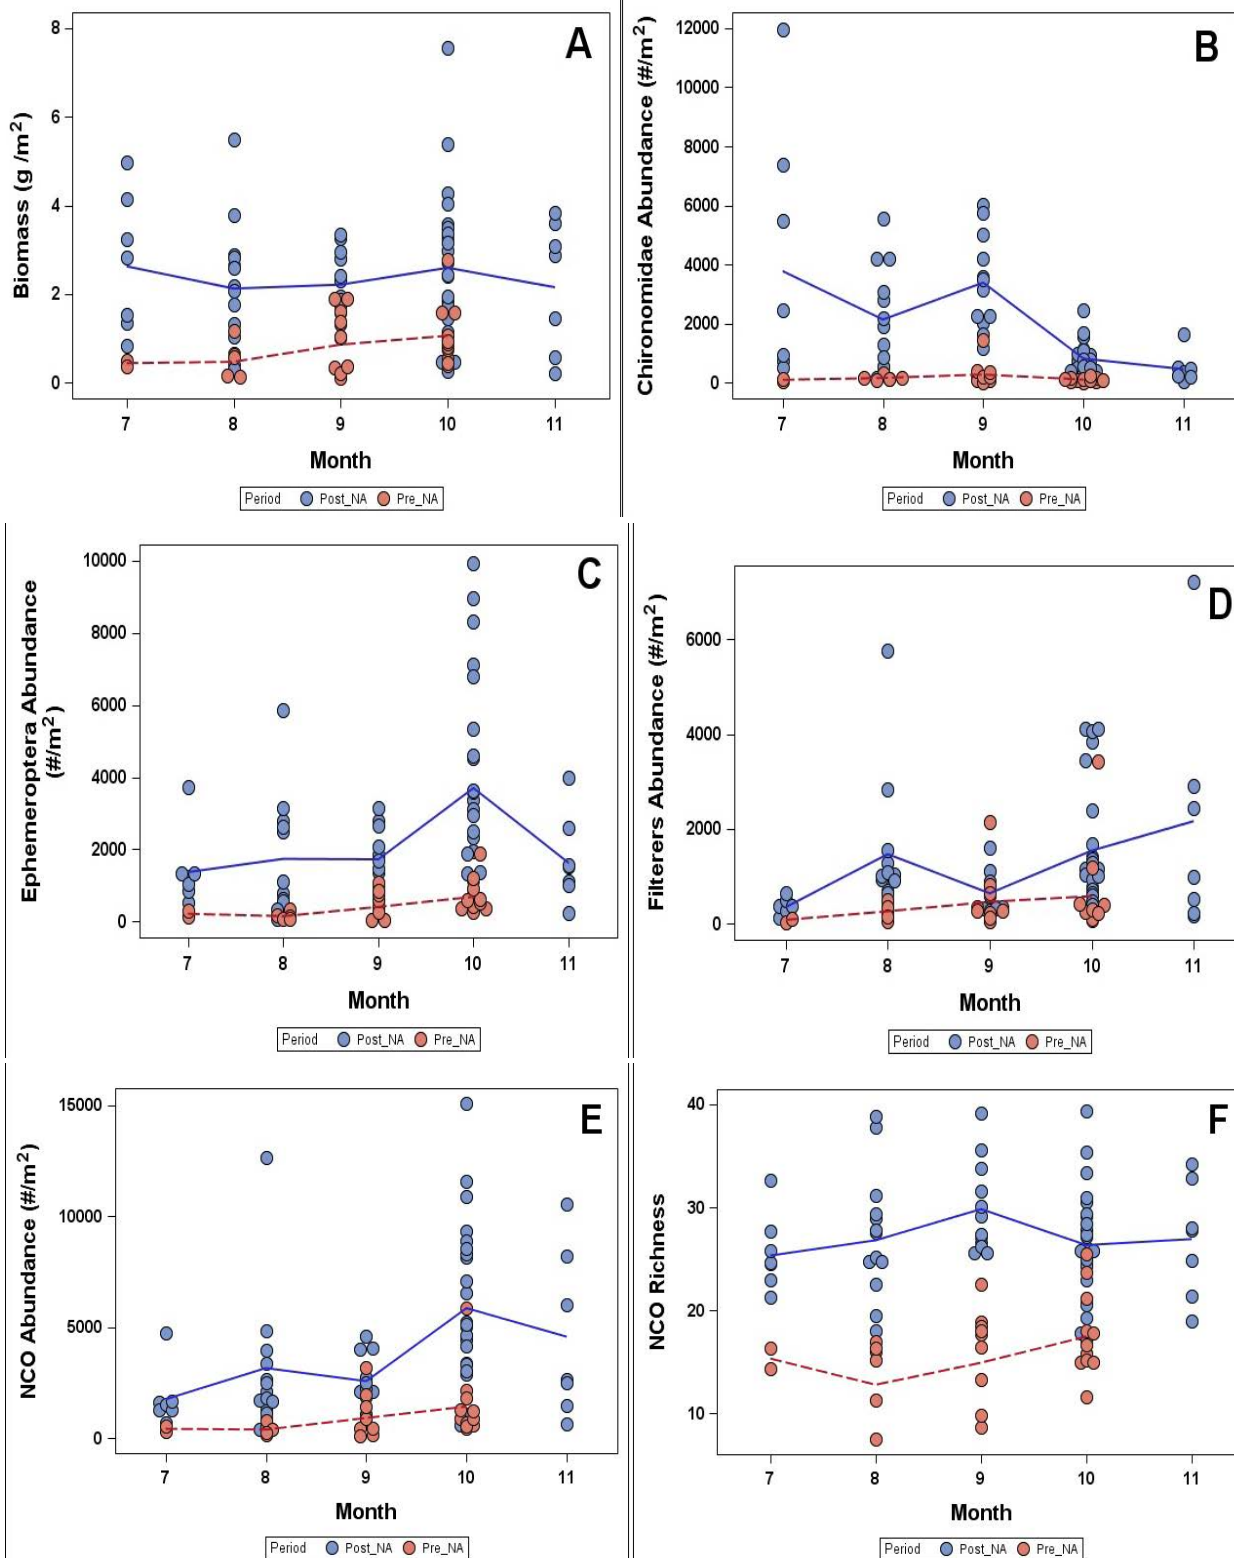 A
Biomass (g /m²)
8
6
4
2
0
7 8 9 10 11
Month
Period Post_NA Pre_NA
B
Chironomidae Abundance (#/m²)
12000
10000
8000
6000
4000
2000
0
7 8 9 10 11
Month
Period Post_NA Pre_NA
C
Ephemeroptera Abundance
(#/m²)
10000
8000
6000
4000
2000
0
7 8 9 10 11
Month
Period Post_NA Pre_NA
D
Filterers Abundance (#/m²)
6000
4000
2000
0
7 8 9 10 11
Month
Period Post_NA Pre_NA
E
NCO Abundance (#/m²)
15000
10000
5000
0
7 8 9 10 11
Month
Period Post_NA Pre_NA
F
NCO Richness
40
30
20
10
7 8 9 10 11
Month
Period Post_NA Pre_NA